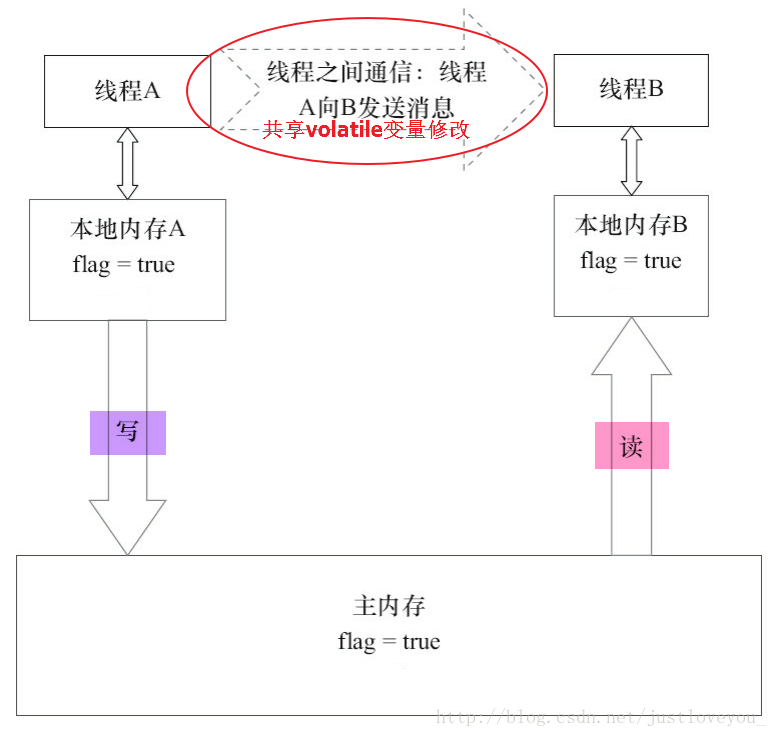 线程A
线程之间通信：线程
A向B发送消息
共享volatile变量修改
线程B
本地内存A
flag = true
本地内存B
flag = true
写
读
主内存
flag = true
http://blog.csdn.net/justloveyou_